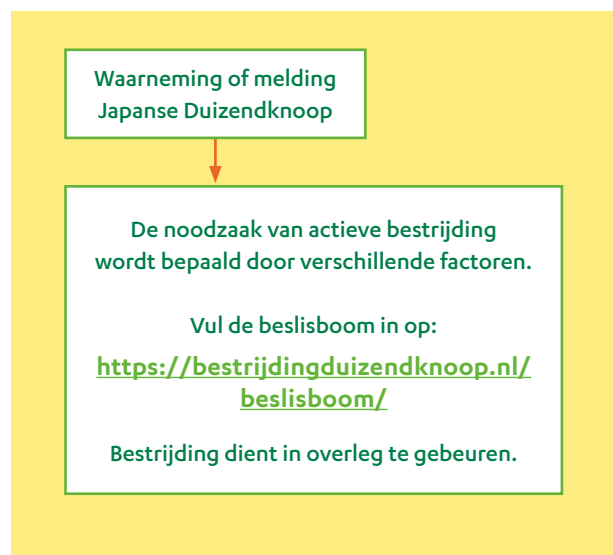 Waarneming of melding
Japanse Duizendknoop
De noodzaak van actieve bestrijding
wordt bepaald door verschillende factoren.
Vul de beslisboom in op:
https://bestrijdingduizendknoop.nl/
beslisboom/
Bestrijding dient in overleg te gebeuren.